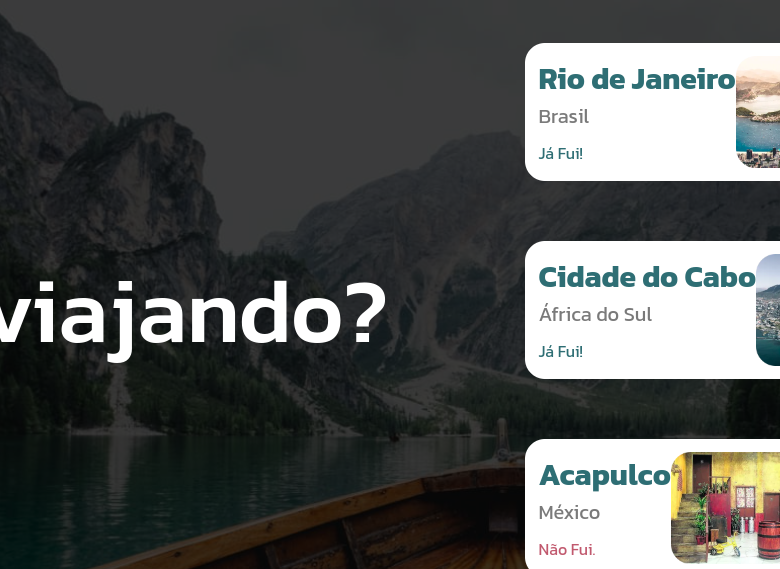 viajando?
Rio de Janeiro
Brasil
Já Fui!
Cidade do Cabo
África do Sul
Já Fui!
Acapulco
México
Não Fui.